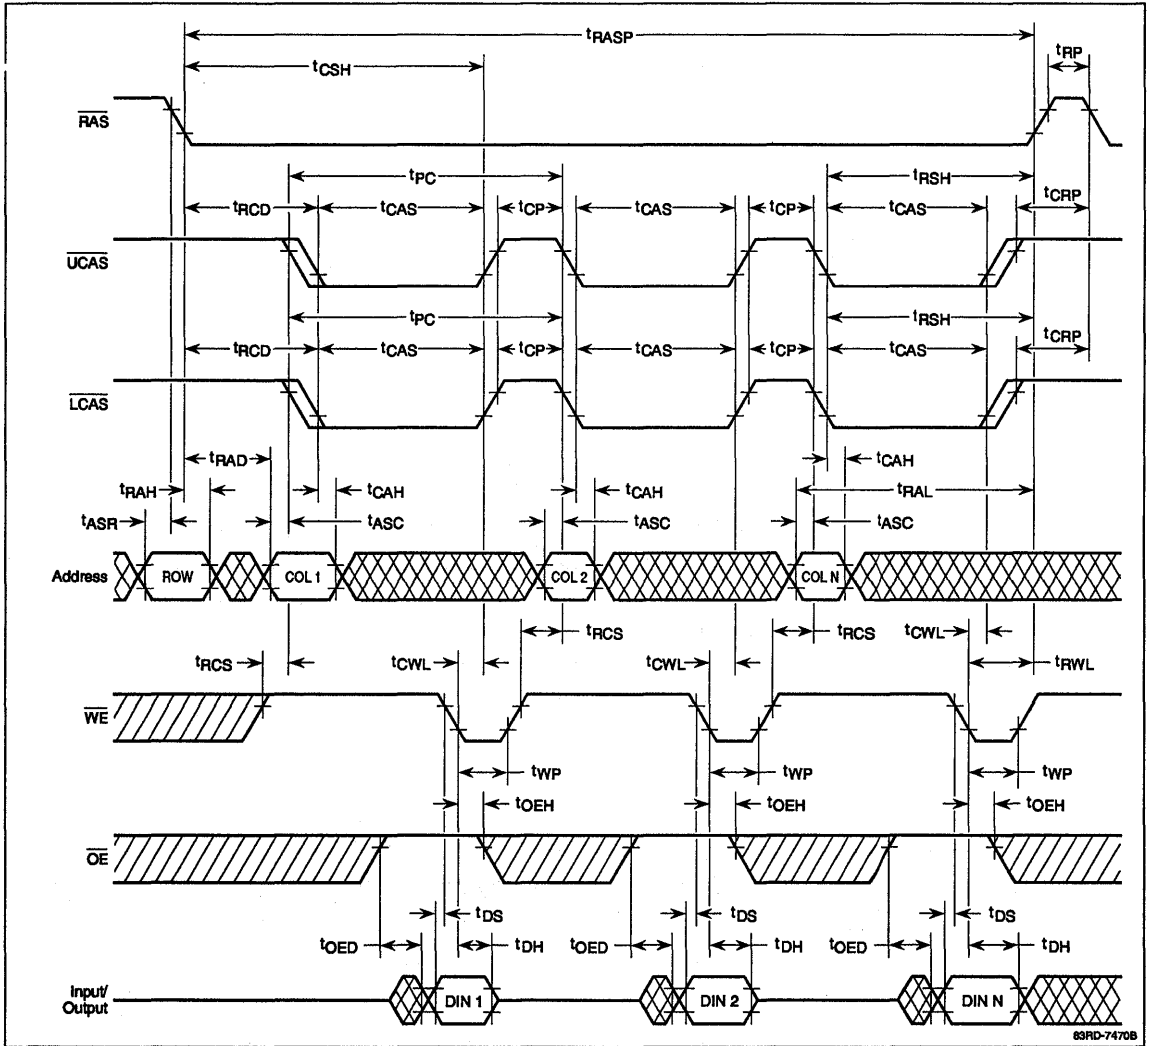 tRASP
tCSH
tRP
RAS
tPC
tRSH
tRCD
tCAS
tCP
tCAS
tCP
tCAS
tCRP
UCAS
tPC
tRSH
tRCD
tCAS
tCP
tCAS
tCP
tCAS
tCRP
LCAS
tRAD
tCAH
tRAH
tCAH
tCAH
tRAL
tASR
tASC
tASC
tASC
Address
ROW
COL 1
COL 2
COL N
tRCS
tRCS
tCWL
tRCS
tCWL
tCWL
tRWL
WE
tWP
tWP
tWP
tOEH
tOEH
tOEH
OE
tDS
tDS
tDS
tOED
tDH
tOED
tDH
tOED
tDH
Input/
Output
DIN 1
DIN 2
DIN N
83RD-7470B